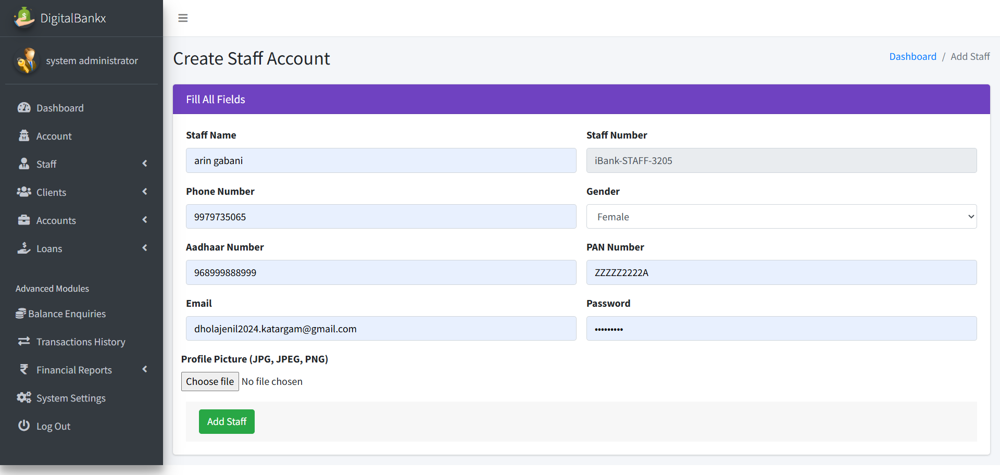 DigitalBankx
system administrator
Dashboard
Account
Staff
Clients
Accounts
Loans
Advanced Modules
Balance Enquiries
Transactions History
Financial Reports
System Settings
Log Out
Create Staff Account
Dashboard / Add Staff
Fill All Fields
Staff Name
Staff Number
arin gabani
iBank-STAFF-3205
Phone Number
Gender
9979735065
Female
Aadhaar Number
PAN Number
968999888999
ZZZZZ2222A
Email
Password
dholajenil2024.katargam@gmail.com
•••••••••
Profile Picture (JPG, JPEG, PNG)
Choose file No file chosen
Add Staff